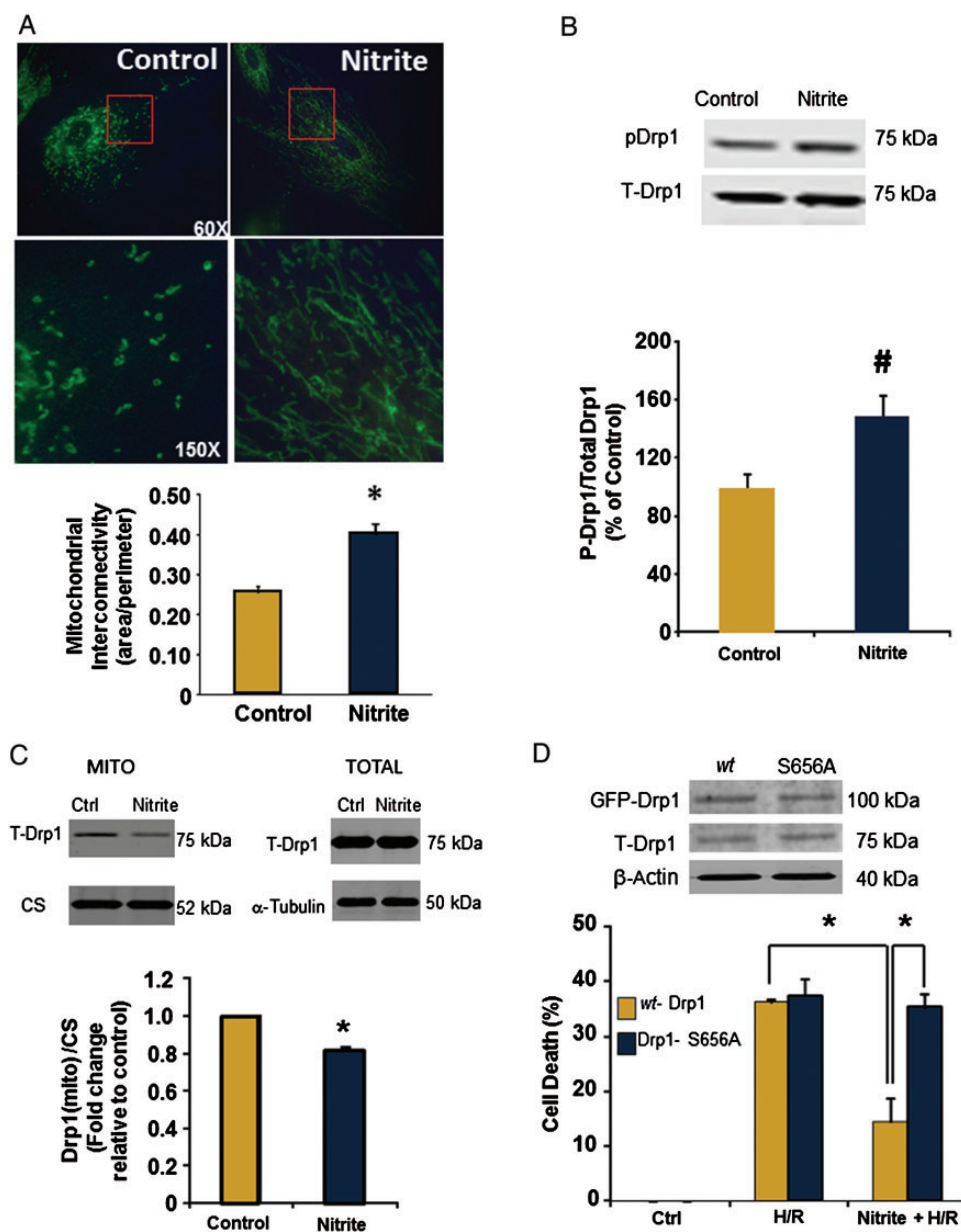 A
Control Nitrite
60X
150X
Mitochondrial
Interconnectivity
(area/perimeter)
0.50
0.40
0.30
0.20
0.10
0
*
Control Nitrite
B
Control Nitrite
pDrp1 75 kDa
T-Drp1 75 kDa
P-Drp1/Total Drp1
(% of Control)
200
160
120
80
40
0
#
Control Nitrite
C
MITO TOTAL
Ctrl Nitrite Ctrl Nitrite
T-Drp1 75 kDa T-Drp1 75 kDa
CS 52 kDa α-Tubulin 50 kDa
Drp1(mito)/CS
(Fold change
relative to control)
1.2
1.0
0.8
0.6
0.4
0.2
0
*
Control Nitrite
D
wt S656A
GFP-Drp1 100 kDa
T-Drp1 75 kDa
β-Actin 40 kDa
Cell Death (%)
50
40
30
20
10
0
* *
wt- Drp1
Drp1- S656A
Ctrl H/R Nitrite + H/R